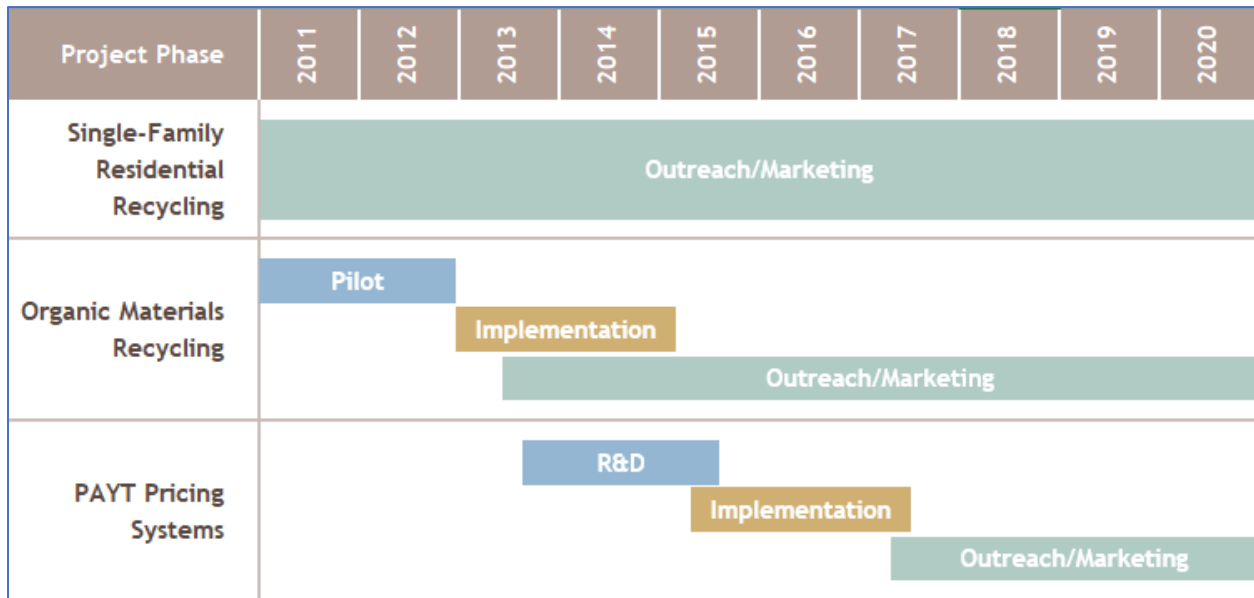 Project Phase
2011
2012
2013
2014
2015
2016
2017
2018
2019
2020
Single-Family
Residential
Recycling
Outreach/Marketing
Organic Materials
Recycling
Pilot
Implementation
Outreach/Marketing
PAYT Pricing
Systems
R&D
Implementation
Outreach/Marketing